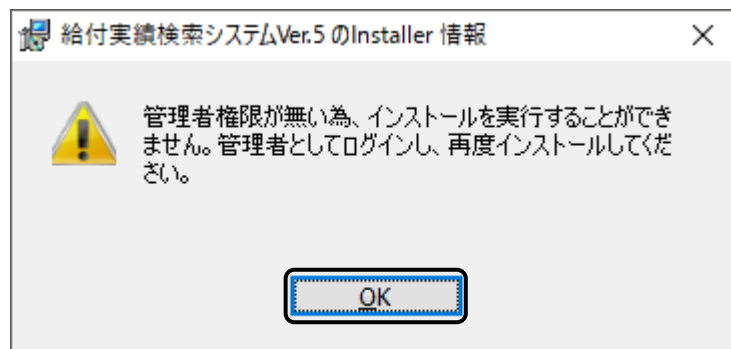 給付実績検索システムVer.5 のInstaller 情報
管理者権限が無い為、インストールを実行することができ
ません。管理者としてログインし、再度インストールしてくだ
さい。
OK